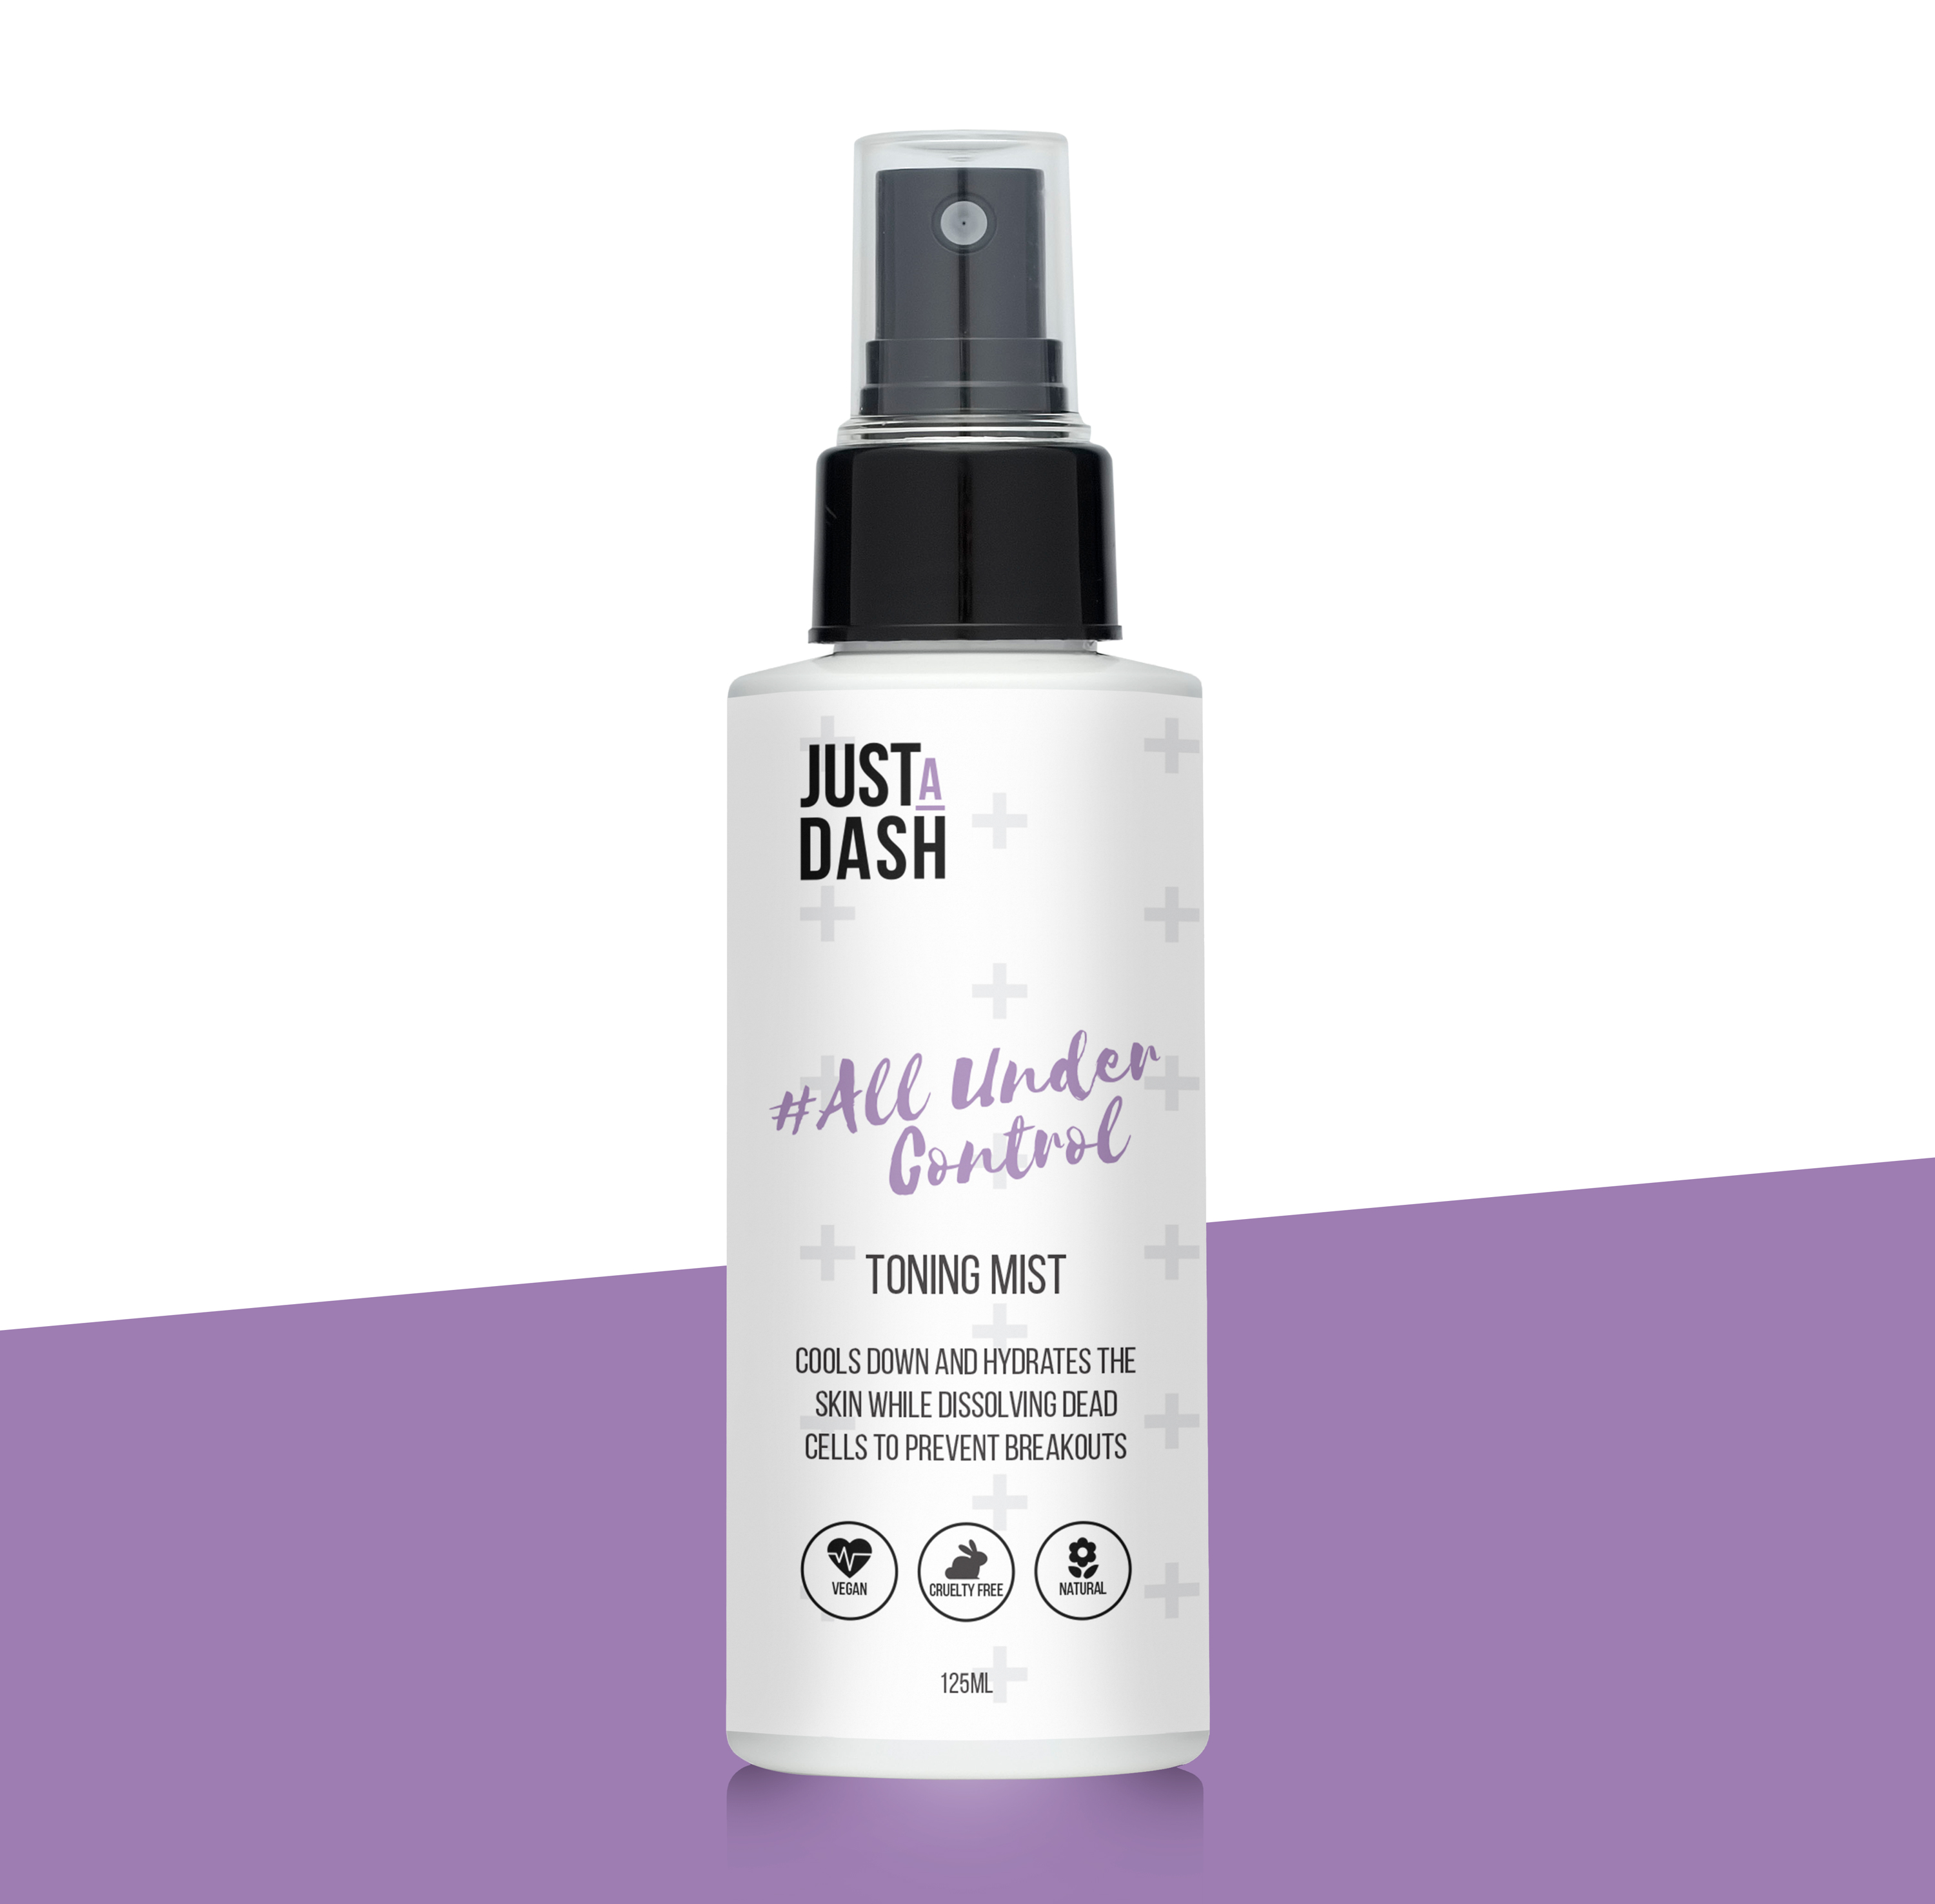 JUSTA
DASH
#All Under
Control
TONING MIST
COOLS DOWN AND HYDRATES THE
SKIN WHILE DISSOLVING DEAD
CELLS TO PREVENT BREAKOUTS
VEGAN
CRUELTY FREE
NATURAL
125ML